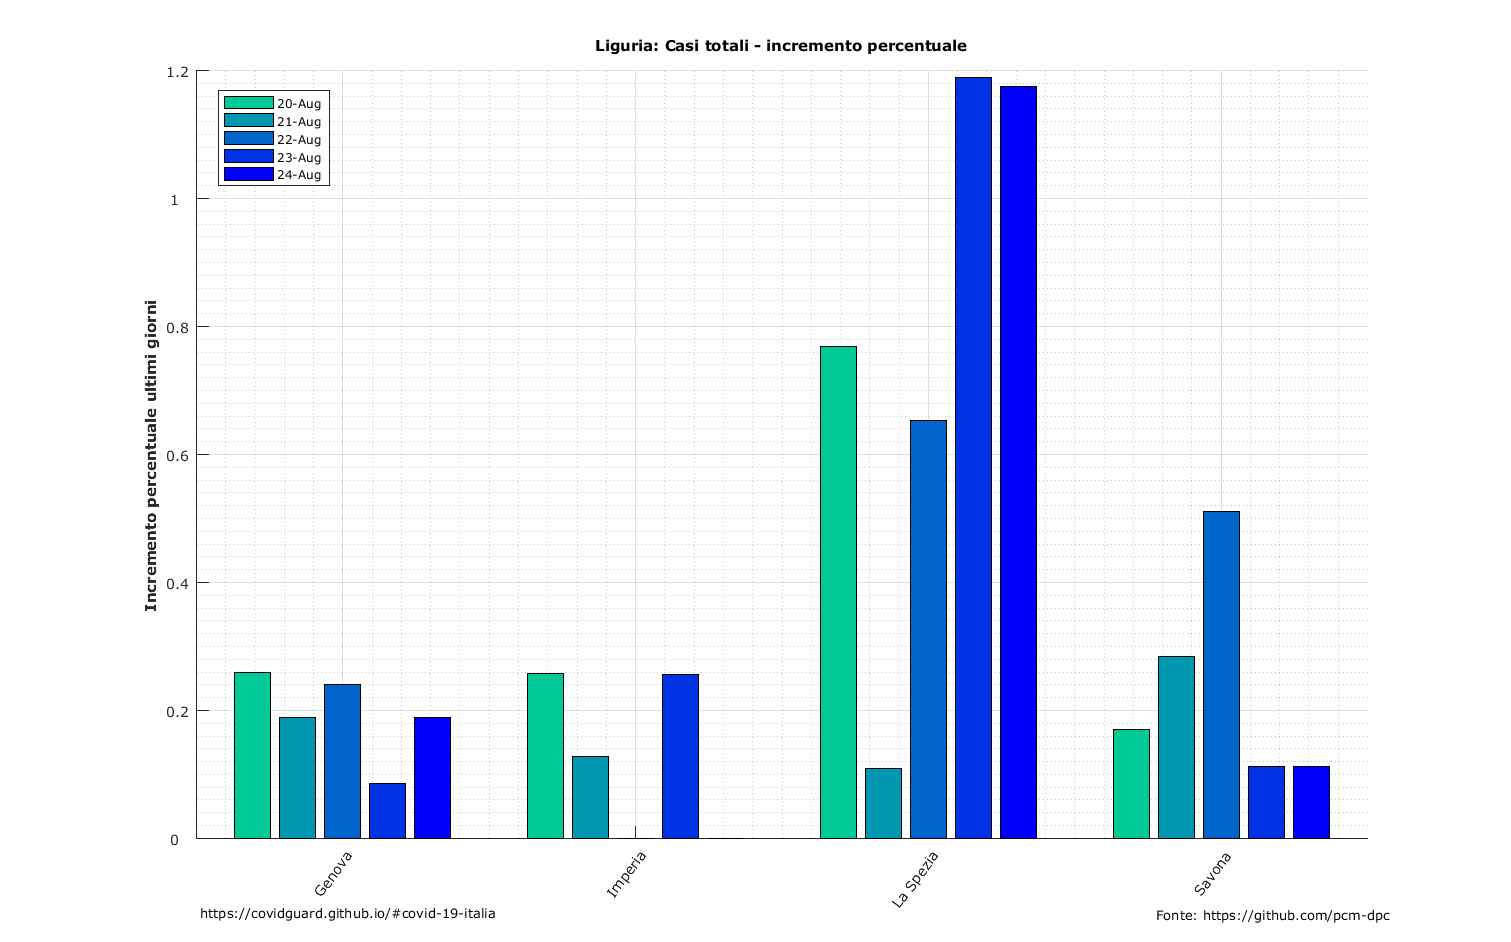 Liguria: Casi totali - incremento percentuale
1.2
1
0.8
0.6
0.4
0.2
0
Incremento percentuale ultimi giorni
20-Aug
21-Aug
22-Aug
23-Aug
24-Aug
Genova
Imperia
La Spezia
Savona
https://covidguard.github.io/#covid-19-italia
Fonte: https://github.com/pcm-dpc